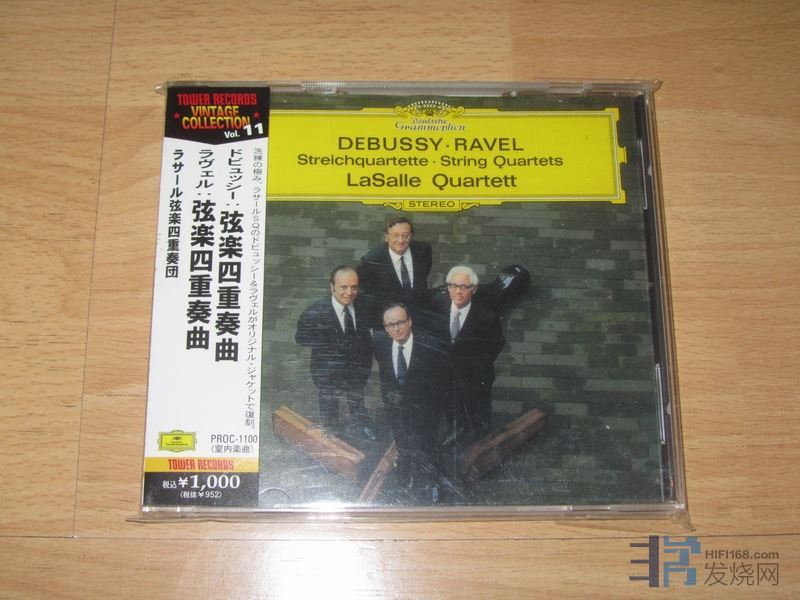 TOWER RECORDS
VINTAGE
COLLECTION
Vol. 11
洗練の極み、ラサールSQのドビュッシー&ラヴェルがオリジナル・ジャケットで復刻。
ドビュッシー:弦楽四重奏曲
ラヴェル:弦楽四重奏曲
ラサール弦楽四重奏団
PROC-1100
〈室内楽曲〉
TOWER RECORDS
税込¥1,000
(税抜¥952)
Deutsche
Grammophon
DEBUSSY · RAVEL
Streichquartette · String Quartets
LaSalle Quartett
STEREO
HIFI168.com
发烧网